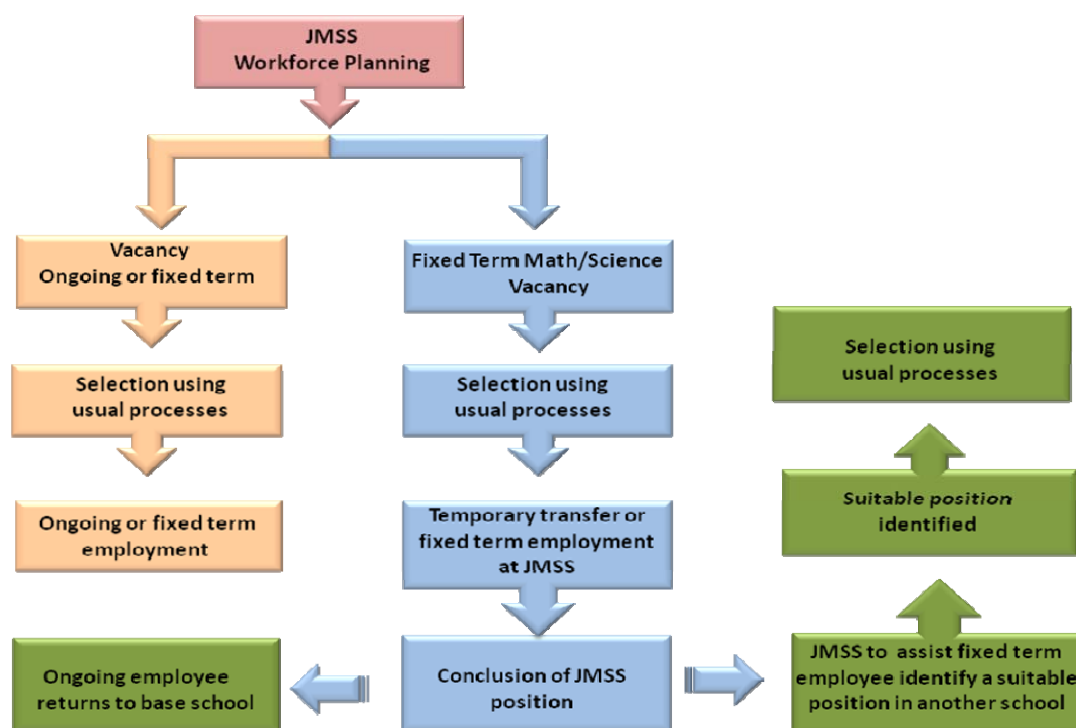 JMSS
Workforce Planning
Vacancy
Ongoing or fixed term
Selection using
usual processes
Ongoing or fixed term
employment
Fixed Term Math/Science
Vacancy
Selection using
usual processes
Temporary transfer or
fixed term employment
at JMSS
Conclusion of JMSS
position
Ongoing employee
returns to base school
JMSS to assist fixed term
employee identify a suitable
position in another school
Suitable position
identified
Selection using
usual processes